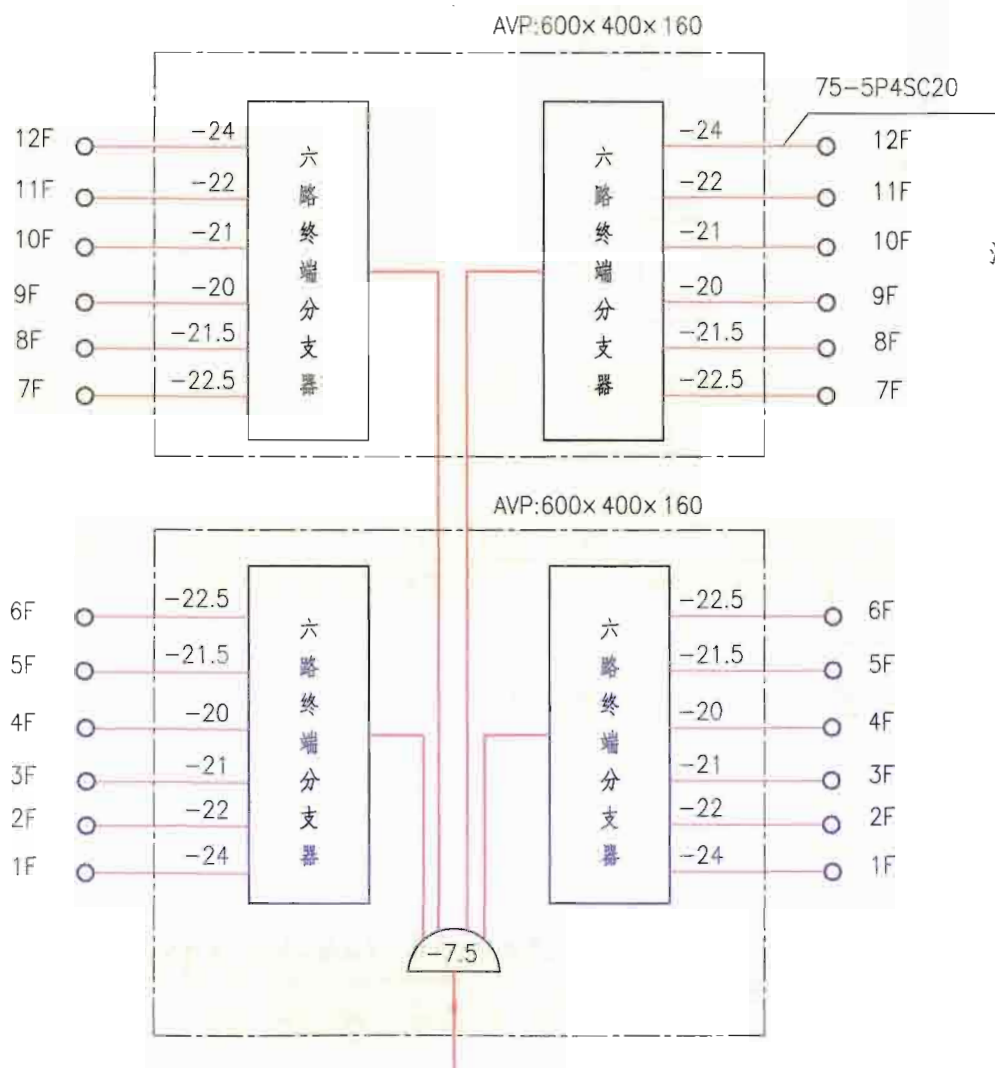 AVP:600×400×160
75-5P4SC20
12F -24 -24 12F
11F -22 -22 11F
10F -21 -21 10F
9F -20 -20 9F
8F -21.5 -21.5 8F
7F -22.5 -22.5 7F
六路终端分支器
六路终端分支器
AVP:600×400×160
6F -22.5 -22.5 6F
5F -21.5 -21.5 5F
4F -20 -20 4F
3F -21 -21 3F
2F -22 -22 2F
1F -24 -24 1F
六路终端分支器
六路终端分支器
-7.5